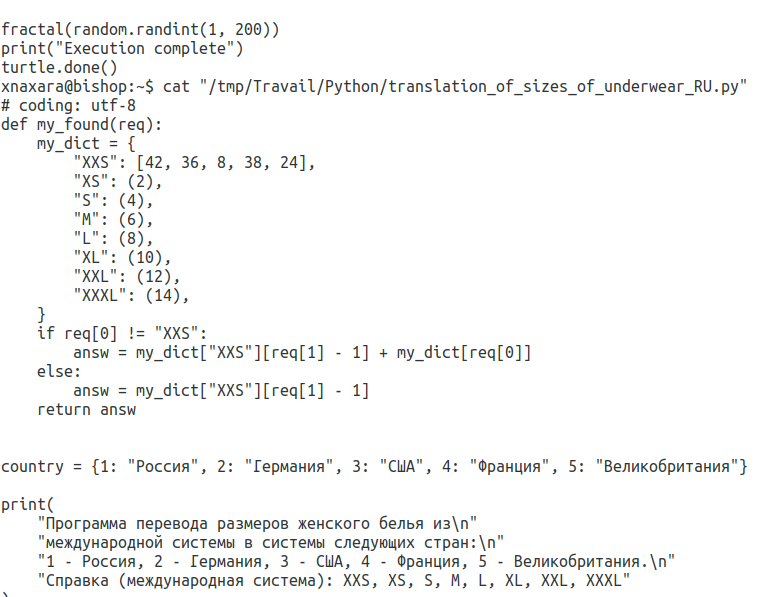 fractal(random.randint(1, 200))
print("Execution complete")
turtle.done()
xnaxara@bishop:~$ cat "/tmp/Travail/Python/translation_of_sizes_of_underwear_RU.py"
# coding: utf-8
def my_found(req):
    my_dict = {
        "XXS": [42, 36, 8, 38, 24],
        "XS": (2),
        "S": (4),
        "M": (6),
        "L": (8),
        "XL": (10),
        "XXL": (12),
        "XXXL": (14),
    }
    if req[0] != "XXS":
        answ = my_dict["XXS"][req[1] - 1] + my_dict[req[0]]
    else:
        answ = my_dict["XXS"][req[1] - 1]
    return answ
country = {1: "Россия", 2: "Германия", 3: "США", 4: "Франция", 5: "Великобритания"}
print(
    "Программа перевода размеров женского белья из\n"
    "международной системы в системы следующих стран:\n"
    "1 - Россия, 2 - Германия, 3 - США, 4 - Франция, 5 - Великобритания.\n"
    "Справка (международная система): XXS, XS, S, M, L, XL, XXL, XXXL"
)